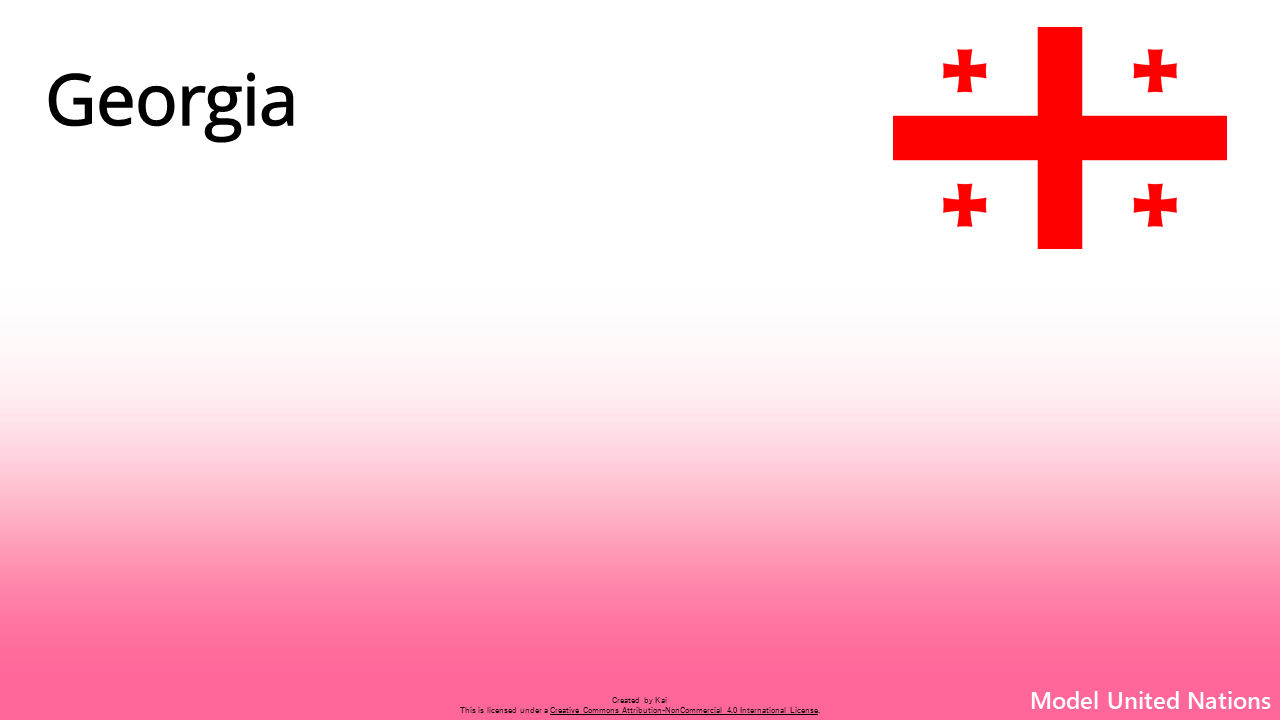 Georgia
Created by Kai
This is licensed under a Creative Commons Attribution-NonCommercial 4.0 International License.
Model United Nations